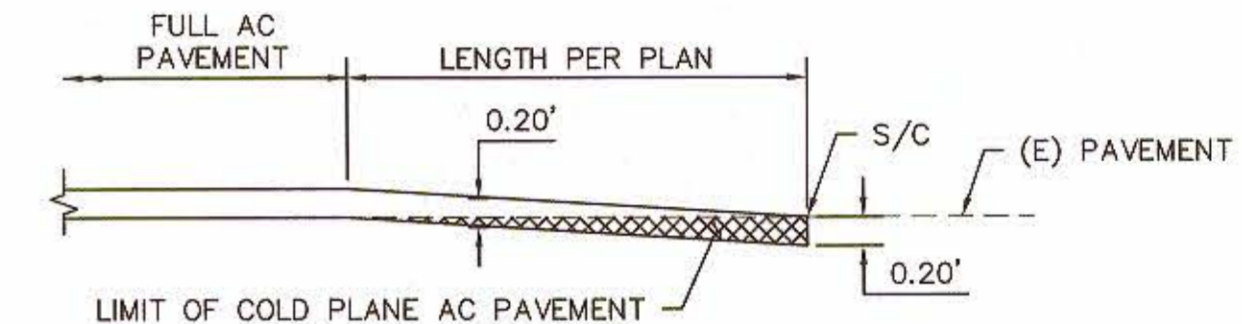 FULL AC
PAVEMENT
LENGTH PER PLAN
0.20'
S/C
(E) PAVEMENT
0.20'
LIMIT OF COLD PLANE AC PAVEMENT